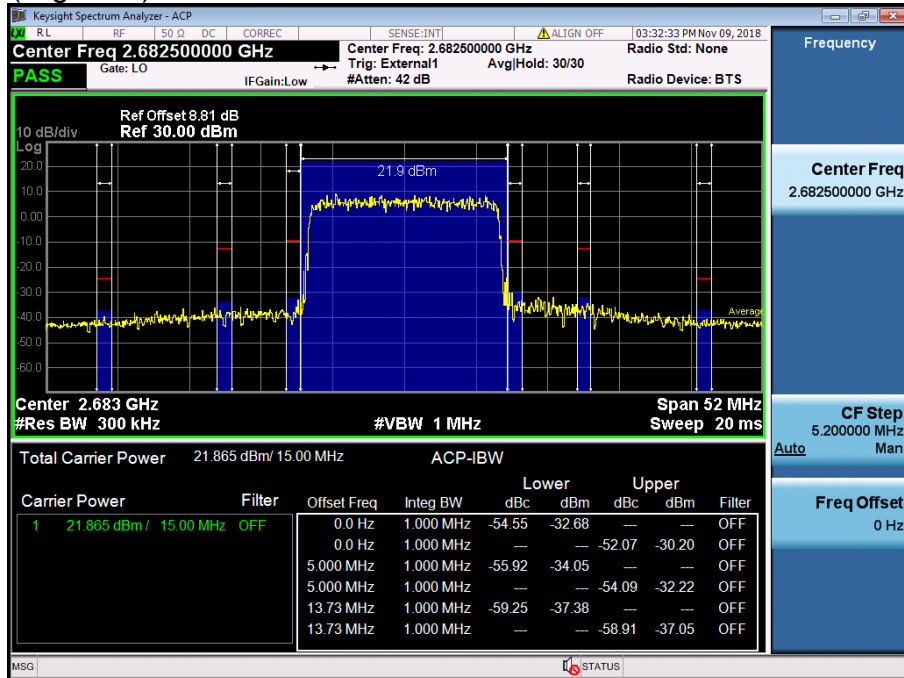 Keysight Spectrum Analyzer - ACP
LXI RL RF 50 Ω DC CORREC SENSE:INT ALIGN OFF 03:32:33 PM Nov 09, 2018
Center Freq 2.682500000 GHz
Center Freq: 2.682500000 GHz
Radio Std: None
Gate: LO
Trig: External1 Avg|Hold: 30/30
PASS
IFGain:Low
#Atten: 42 dB
Radio Device: BTS
Ref Offset 8.81 dB
10 dB/div Ref 30.00 dBm
Log
20.0
21.9 dBm
10.0
0.00
-10.0
-20.0
-30.0
-40.0
Average
-50.0
-60.0
Center 2.683 GHz Span 52 MHz
#Res BW 300 kHz #VBW 1 MHz Sweep 20 ms
Total Carrier Power 21.865 dBm/ 15.00 MHz ACP-IBW
Lower Upper
Carrier Power Filter Offset Freq Integ BW dBc dBm dBc dBm Filter
1 21.865 dBm / 15.00 MHz OFF 0.0 Hz 1.000 MHz -54.55 -32.68 --- --- OFF
0.0 Hz 1.000 MHz --- --- -52.07 -30.20 OFF
5.000 MHz 1.000 MHz -55.92 -34.05 --- --- OFF
5.000 MHz 1.000 MHz --- --- -54.09 -32.22 OFF
13.73 MHz 1.000 MHz -59.25 -37.38 --- --- OFF
13.73 MHz 1.000 MHz --- --- -58.91 -37.05 OFF
MSG STATUS
Frequency
Center Freq
2.682500000 GHz
CF Step
5.200000 MHz
Auto Man
Freq Offset
0 Hz